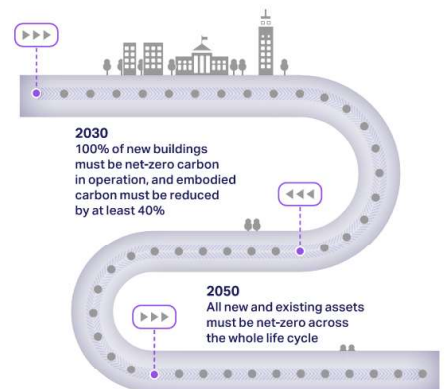 2030
100% of new buildings
must be net-zero carbon
in operation, and embodied
carbon must be reduced
by at least 40%
2050
All new and existing assets
must be net-zero across
the whole life cycle